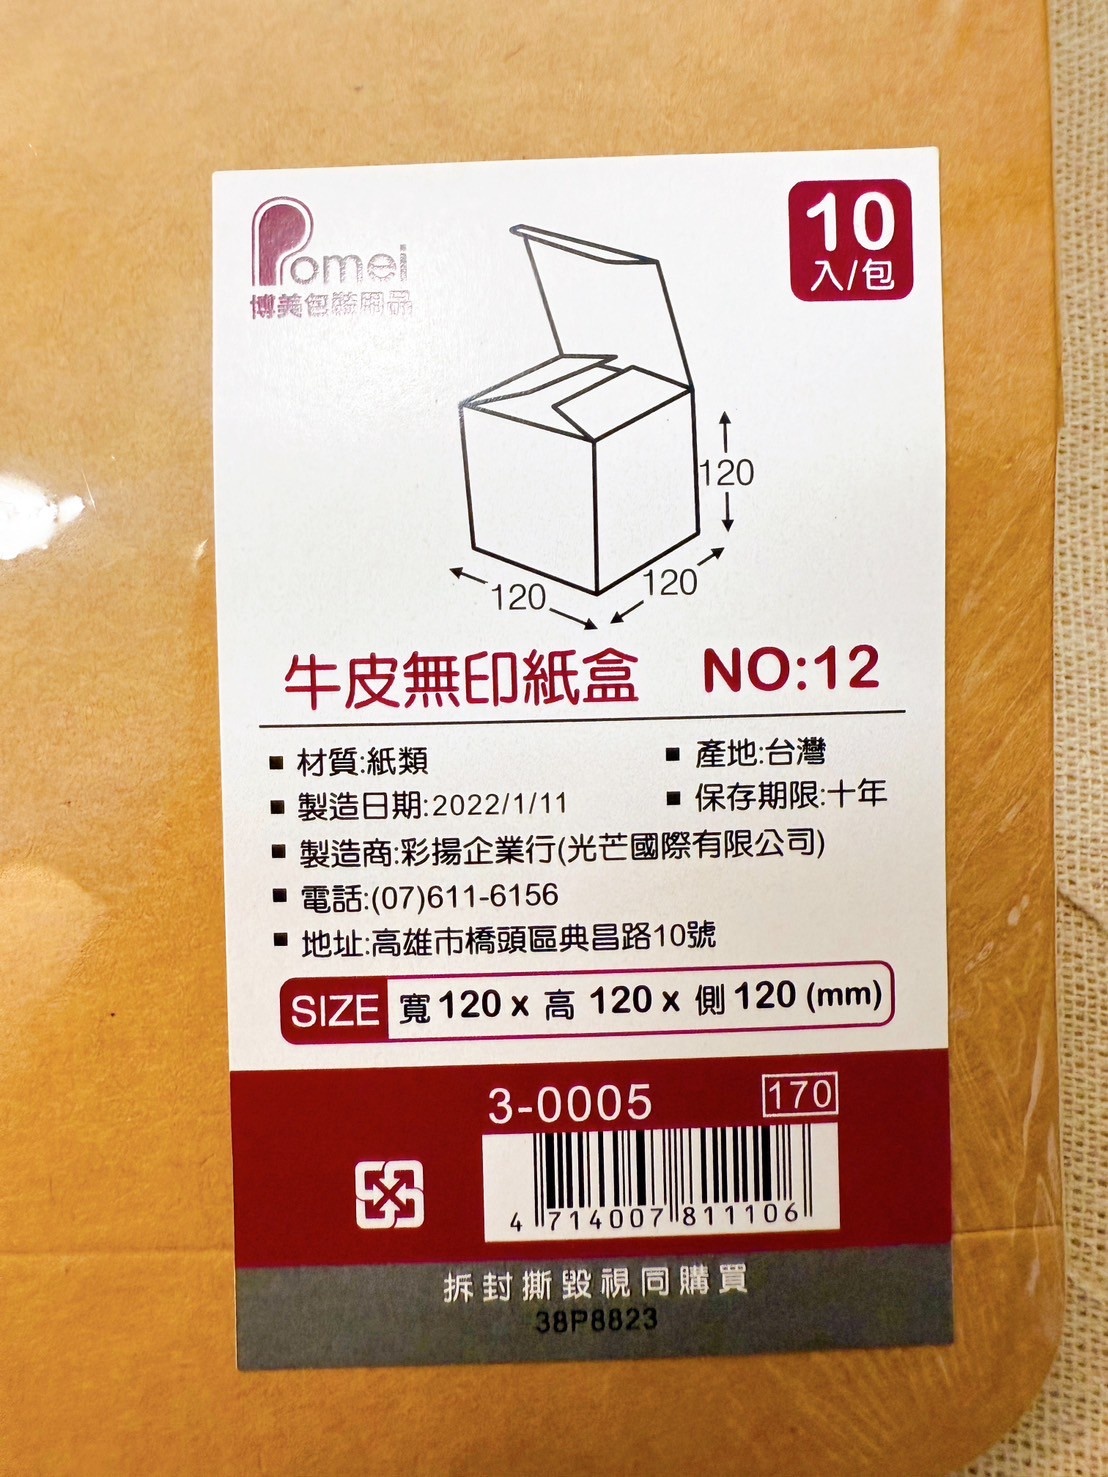 Pomei
博美包裝用品
10
入/包
120
120
120
牛皮無印紙盒 NO:12
▪ 材質:紙類
▪ 產地:台灣
▪ 製造日期:2022/1/11
▪ 保存期限:十年
▪ 製造商:彩揚企業行(光芒國際有限公司)
▪ 電話:(07)611-6156
▪ 地址:高雄市橋頭區典昌路10號
SIZE 寬 120 x 高 120 x 側 120 (mm)
3-0005
170
4 714007 811106
拆封撕毀視同購買
38P8823